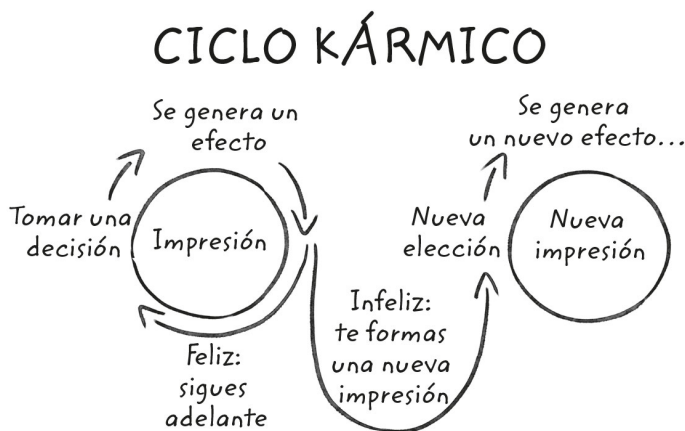 CICLO KÁRMICO
Se genera un
efecto
Tomar una
decisión
Impresión
Feliz:
sigues
adelante
Infeliz:
te formas
una nueva
impresión
Nueva
elección
Se genera
un nuevo efecto...
Nueva
impresión